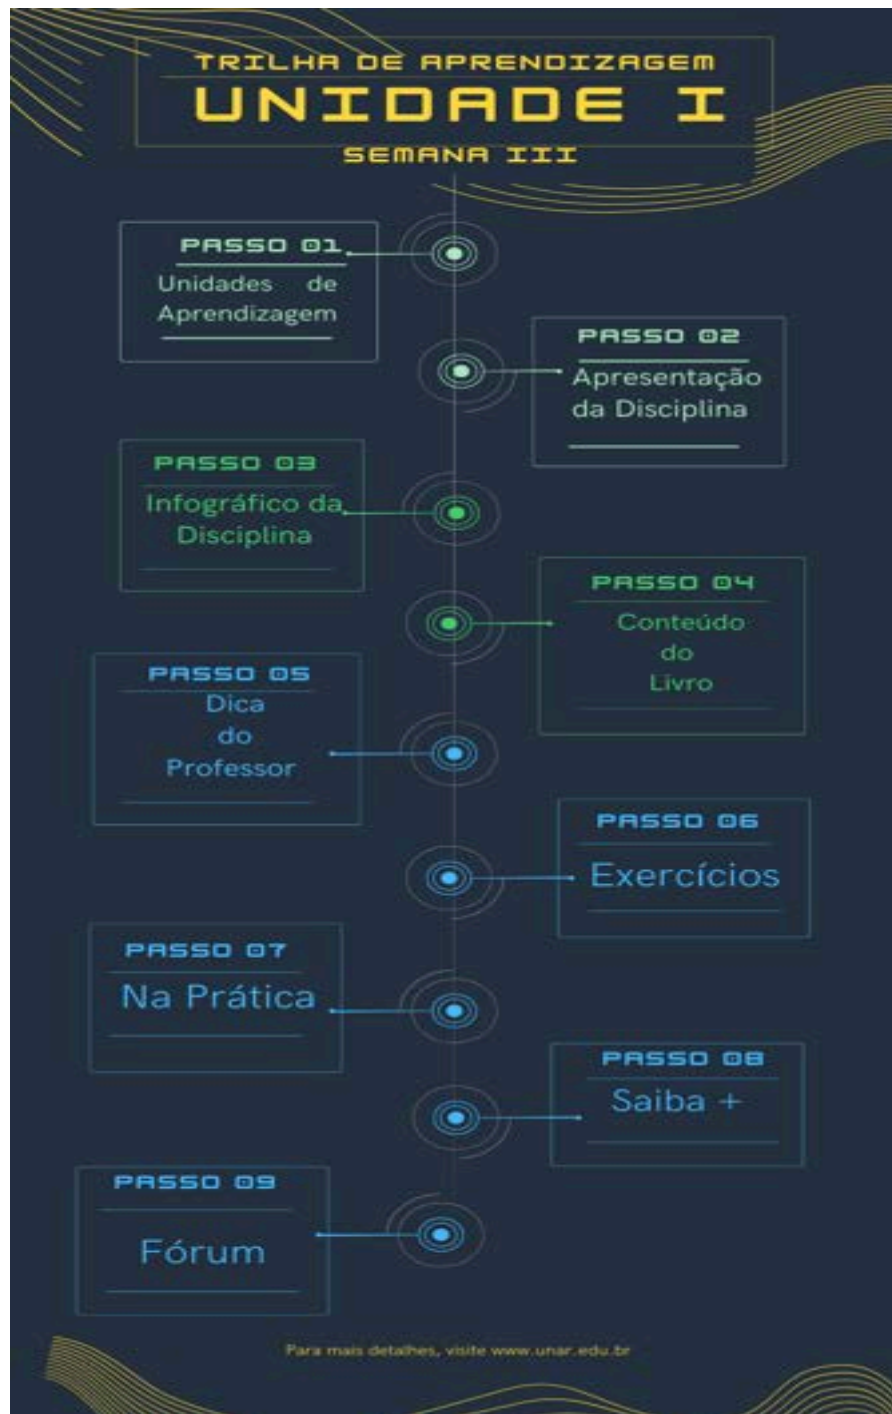 TRILHA DE APRENDIZAGEM
UNIDADE I
SEMANA III
PASSO 01
Unidades de
Aprendizagem
PASSO 02
Apresentação
da Disciplina
PASSO 03
Infográfico da
Disciplina
PASSO 04
Conteúdo
do
Livro
PASSO 05
Dica
do
Professor
PASSO 06
Exercícios
PASSO 07
Na Prática
PASSO 08
Saiba +
PASSO 09
Fórum
Para mais detalhes, visite www.unar.edu.br